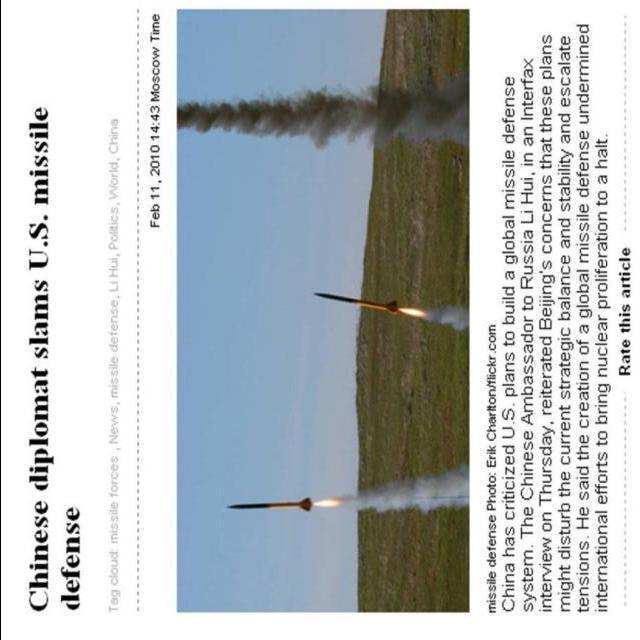 Chinese diplomat slams U.S. missile
defense
Tag cloud: missile forces , News, missile defense, Li Hui, Politics, World, China
Feb 11, 2010 14:43 Moscow Time
missile defense Photo: Erik Charlton/flickr.com
China has criticized U.S. plans to build a global missile defense
system. The Chinese Ambassador to Russia Li Hui, in an Interfax
interview on Thursday, reiterated Beijing's concerns that these plans
might disturb the current strategic balance and stability and escalate
tensions. He said the creation of a global missile defense undermined
international efforts to bring nuclear proliferation to a halt.
Rate this article